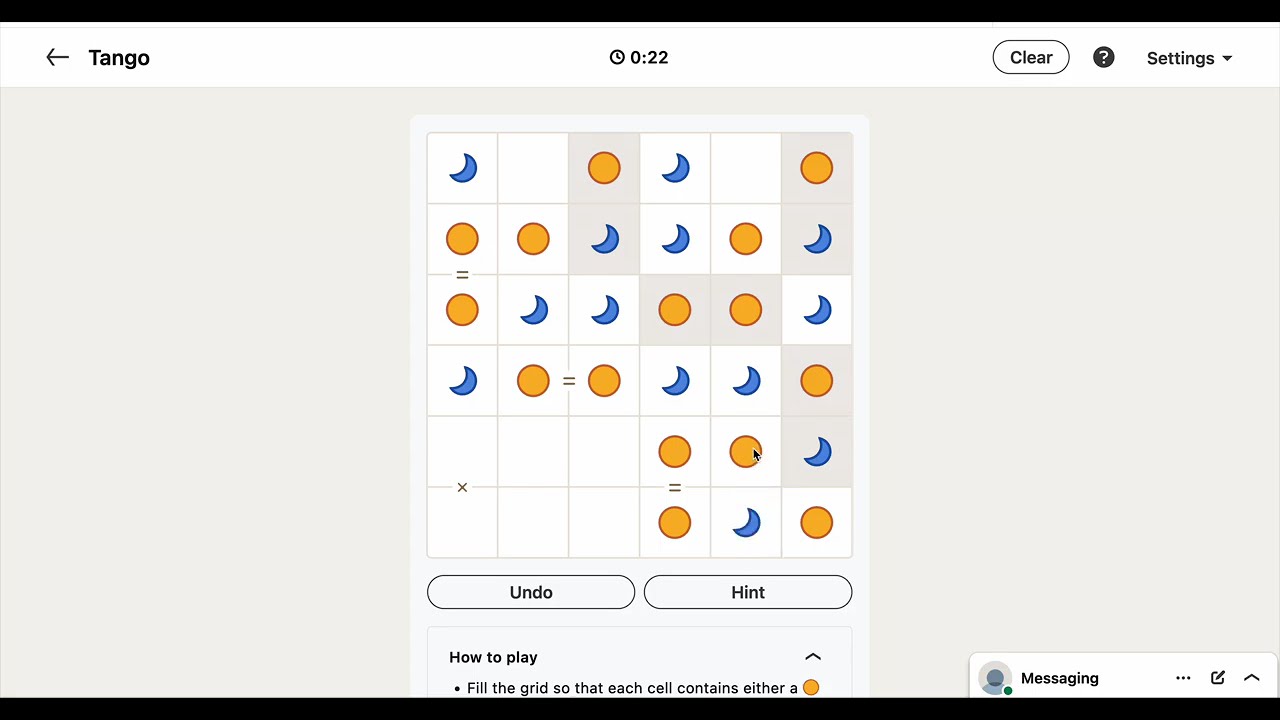 Tango
0:22
Clear
?
Settings
=
=
×
=
Undo
Hint
How to play
• Fill the grid so that each cell contains either a
Messaging